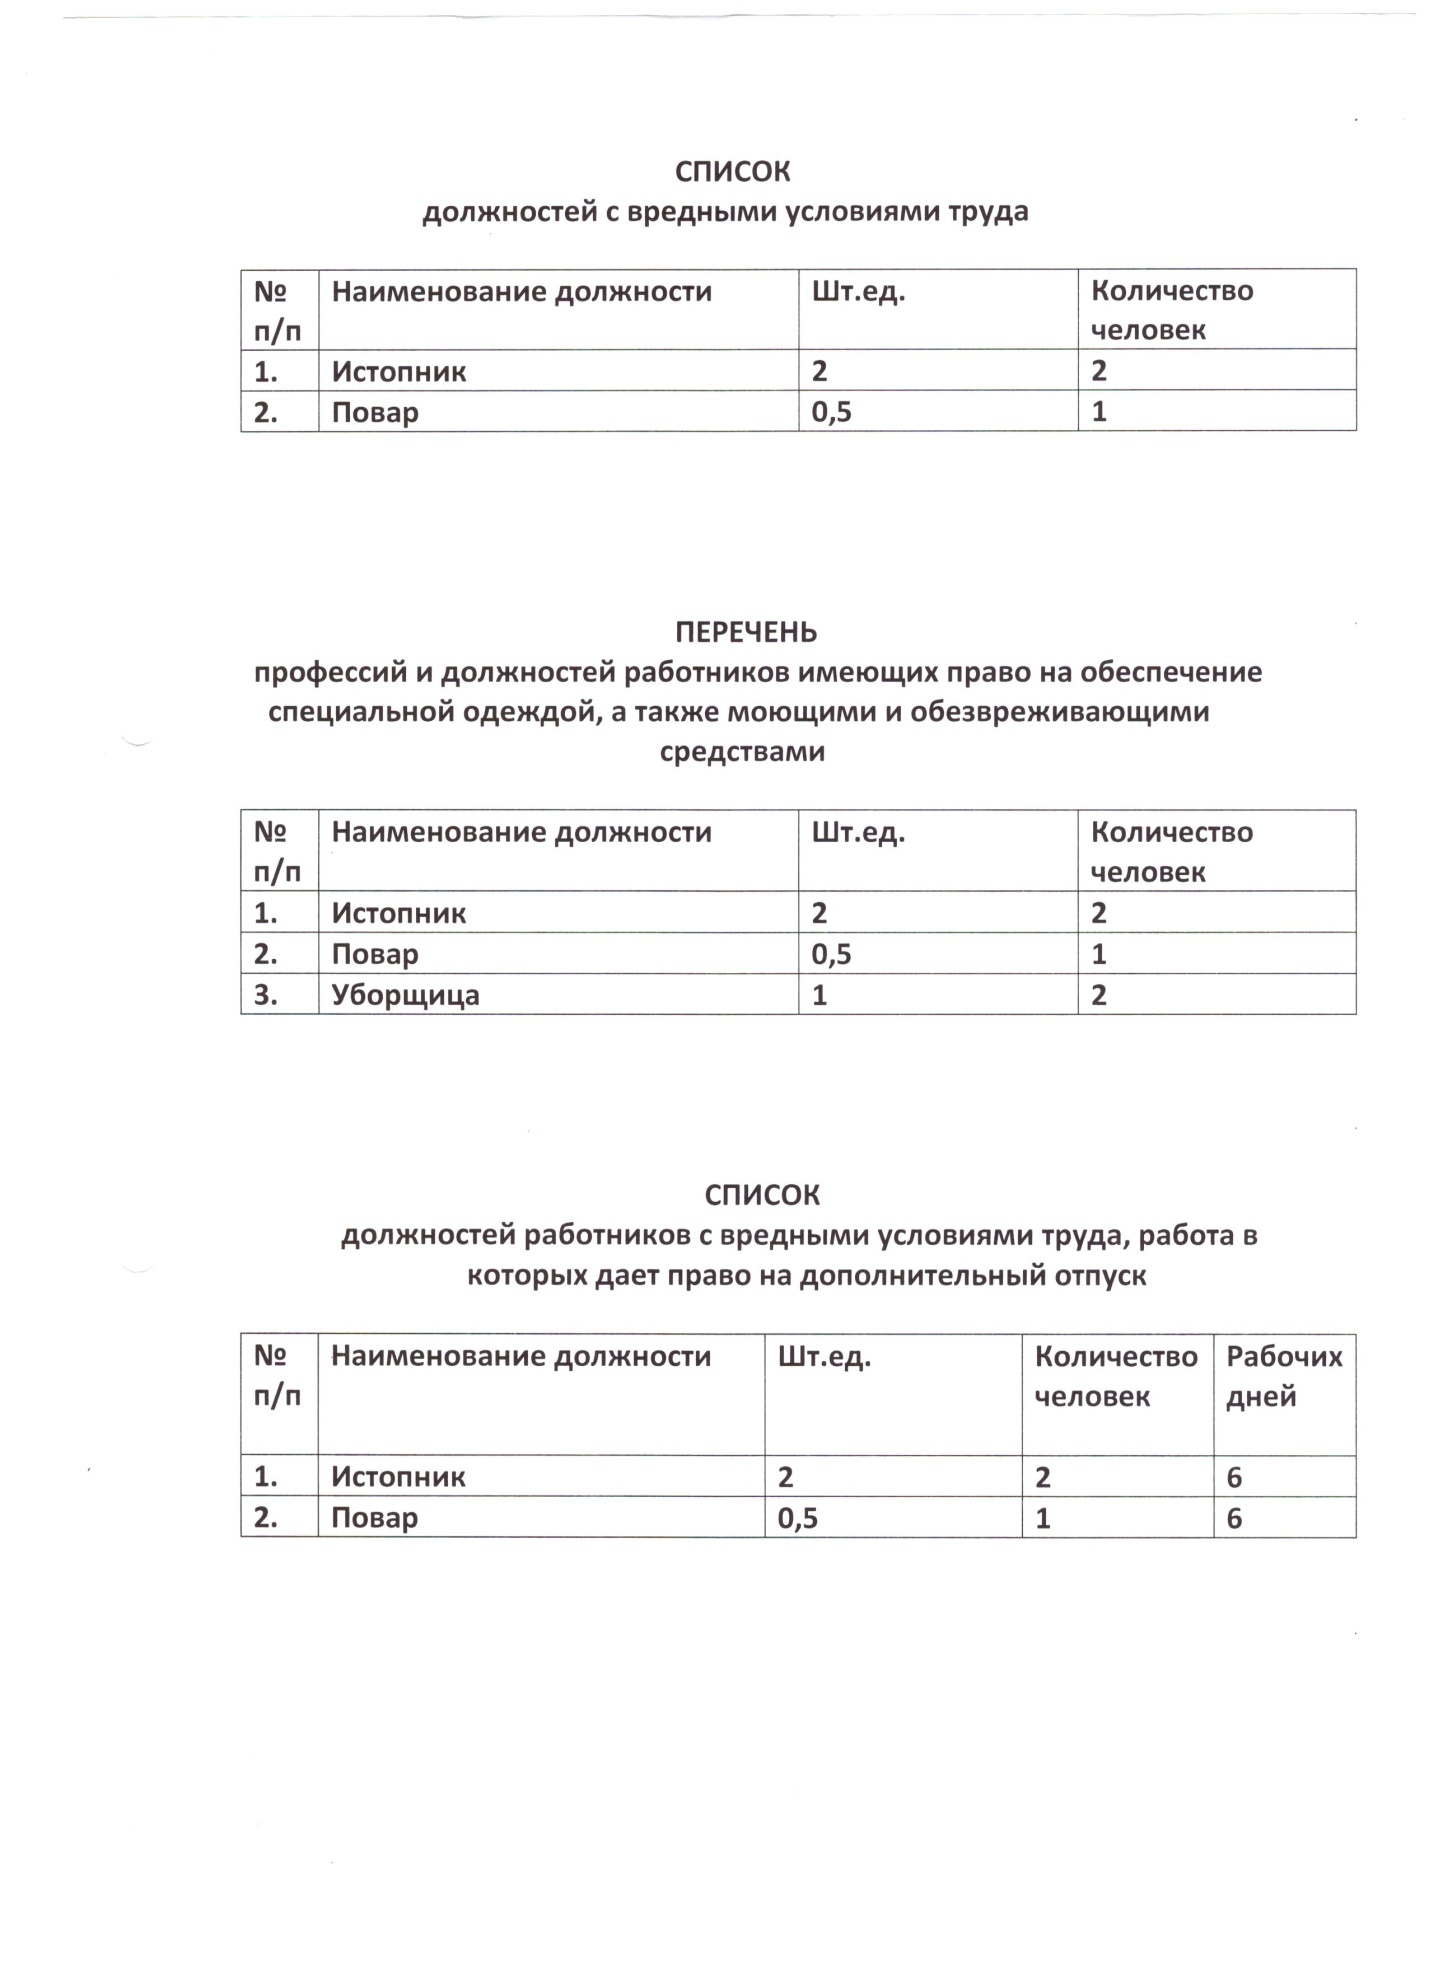 СПИСОК
должностей с вредными условиями труда
№ п/п Наименование должности Шт.ед. Количество человек
1. Истопник 2 2
2. Повар 0,5 1
ПЕРЕЧЕНЬ
профессий и должностей работников имеющих право на обеспечение
специальной одеждой, а также моющими и обезвреживающими
средствами
№ п/п Наименование должности Шт.ед. Количество человек
1. Истопник 2 2
2. Повар 0,5 1
3. Уборщица 1 2
СПИСОК
должностей работников с вредными условиями труда, работа в
которых дает право на дополнительный отпуск
№ п/п Наименование должности Шт.ед. Количество человек Рабочих дней
1. Истопник 2 2 6
2. Повар 0,5 1 6